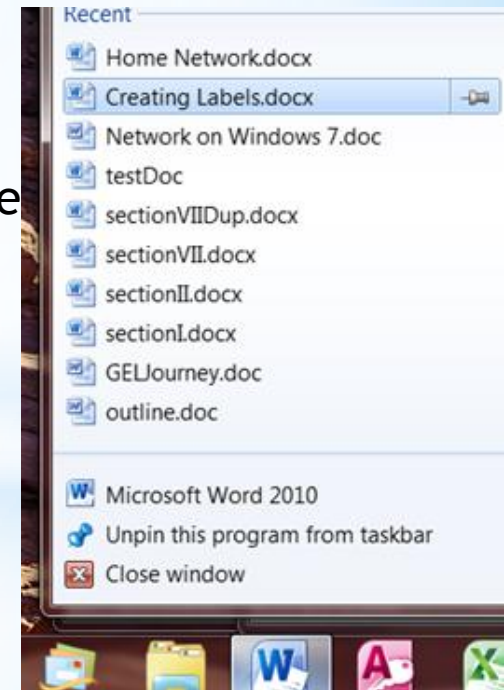 Recent
Home Network.docx
Creating Labels.docx
Network on Windows 7.doc
e
testDoc
sectionVIIDup.docx
sectionVII.docx
sectionII.docx
sectionI.docx
GELJourney.doc
outline.doc
Microsoft Word 2010
Unpin this program from taskbar
Close window